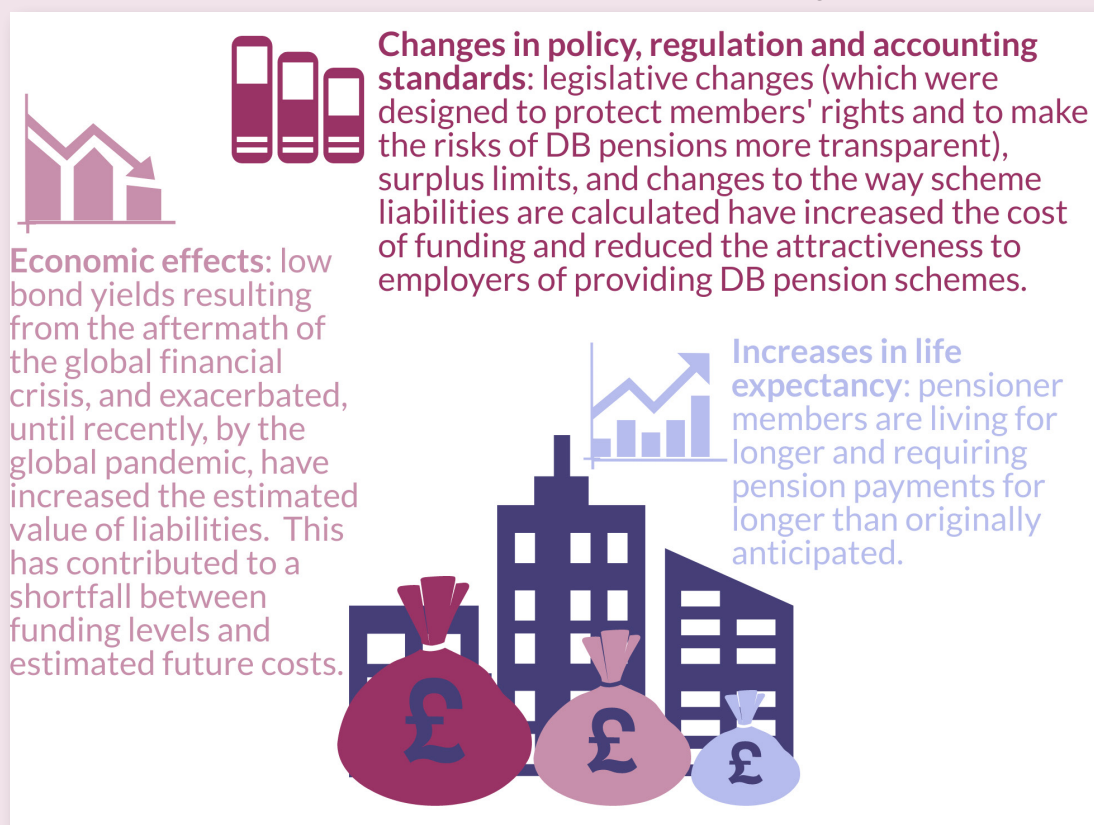 Changes in policy, regulation and accounting
standards: legislative changes (which were
designed to protect members' rights and to make
the risks of DB pensions more transparent),
surplus limits, and changes to the way scheme
liabilities are calculated have increased the cost
of funding and reduced the attractiveness to
employers of providing DB pension schemes.
Economic effects: low
bond yields resulting
from the aftermath of
the global financial
crisis, and exacerbated,
until recently, by the
global pandemic, have
increased the estimated
value of liabilities.  This
has contributed to a
shortfall between
funding levels and
estimated future costs.
Increases in life
expectancy: pensioner
members are living for
longer and requiring
pension payments for
longer than originally
anticipated.
£
£
£